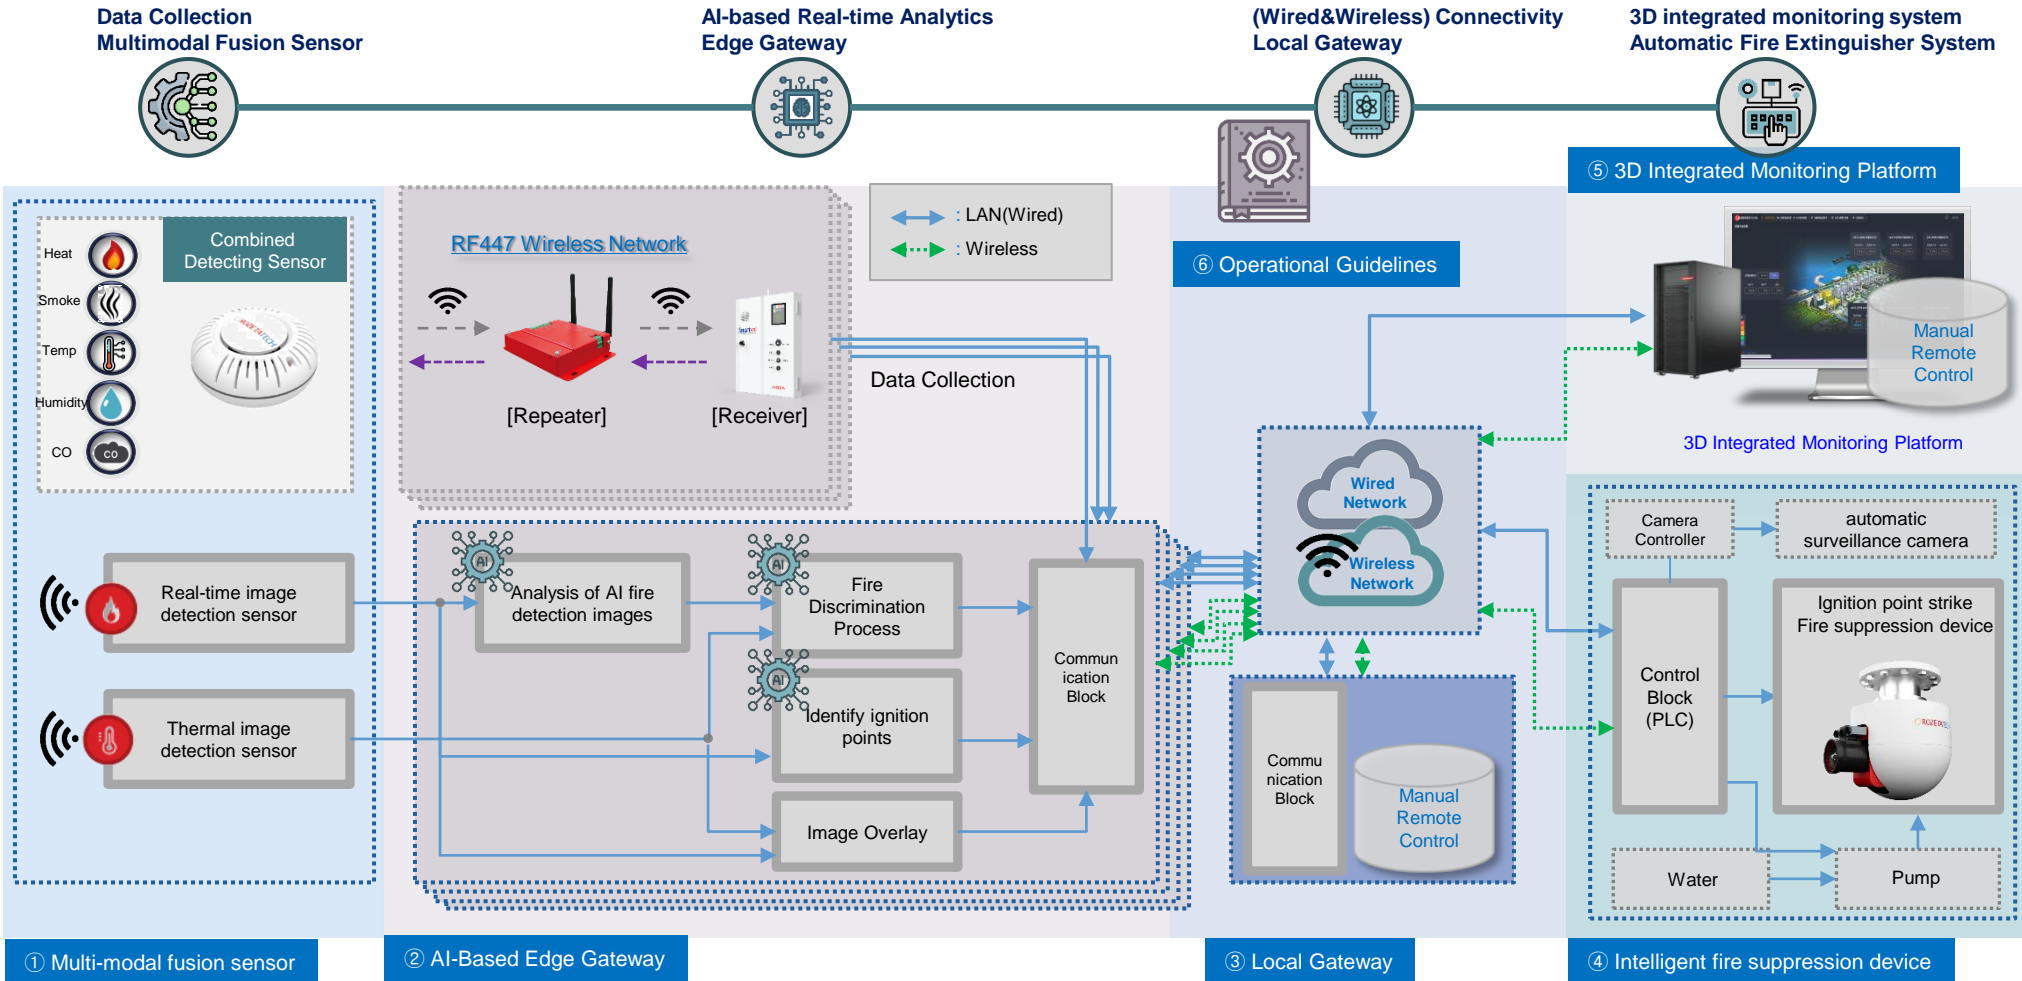 Data Collection
Multimodal Fusion Sensor
AI-based Real-time Analytics
Edge Gateway
(Wired&Wireless) Connectivity
Local Gateway
3D integrated monitoring system
Automatic Fire Extinguisher System
⑤ 3D Integrated Monitoring Platform
Combined
Detecting Sensor
Heat
Smoke
Temp
Humidity
CO
CO
ROZETATECH
RF447 Wireless Network
[Repeater]
[Receiver]
: LAN(Wired)
: Wireless
Data Collection
⑥ Operational Guidelines
Manual
Remote
Control
3D Integrated Monitoring Platform
Wired
Network
Wireless
Network
Real-time image
detection sensor
Thermal image
detection sensor
AI
Analysis of AI fire
detection images
AI
Fire
Discrimination
Process
AI
Identify ignition
points
Image Overlay
Commun
ication
Block
Commu
nication
Block
Manual
Remote
Control
Camera
Controller
automatic
surveillance camera
Control
Block
(PLC)
Ignition point strike
Fire suppression device
Water
Pump
① Multi-modal fusion sensor
② AI-Based Edge Gateway
③ Local Gateway
④ Intelligent fire suppression device